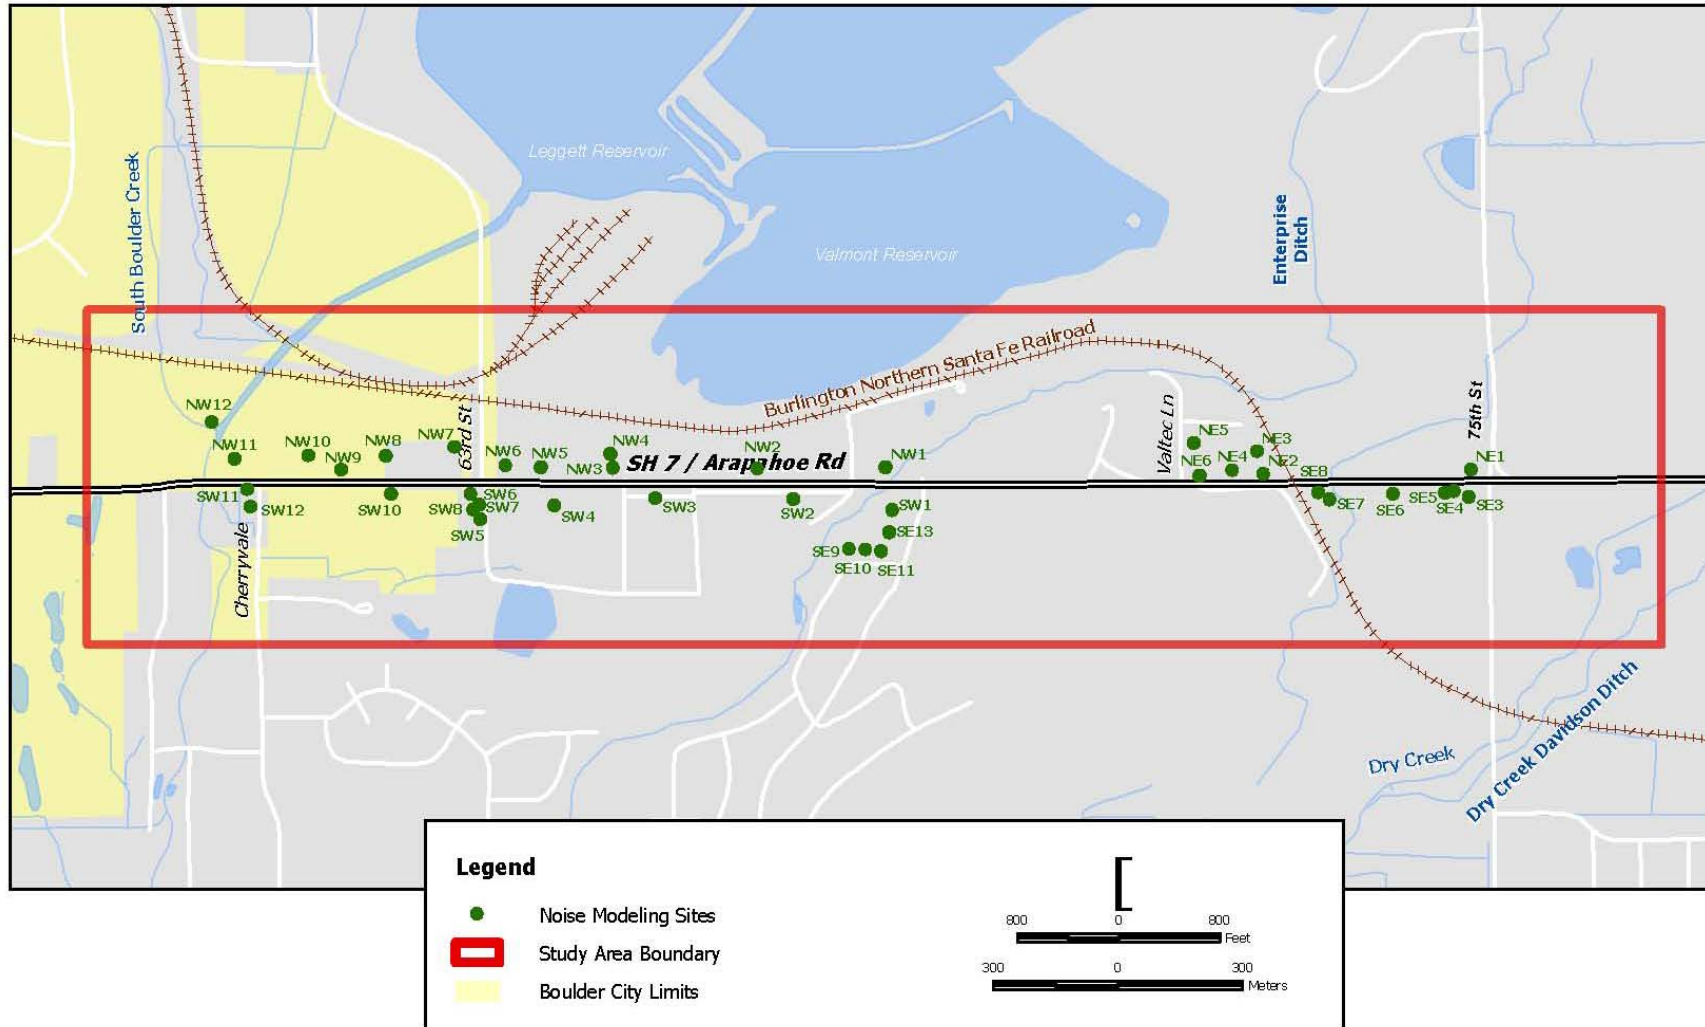 Leggett Reservoir
Valmont Reservoir
South Boulder Creek
Enterprise
Ditch
Burlington Northern Santa Fe Railroad
75th St
63rd St
Valtec Ln
SH 7 / Arapahoe Rd
Cherryvale
NW12
NW11
NW10
NW9
NW8
NW7
NW6
NW5
NW4
NW3
NW2
NW1
NE5
NE6
NE4
NE3
NE2
NE1
SE8
SE7
SE6
SE5
SE4
SE3
SW11
SW12
SW10
SW8
SW6
SW7
SW5
SW4
SW3
SW2
SW1
SE13
SE9
SE10
SE11
Dry Creek
Dry Creek Davidson Ditch
Legend
Noise Modeling Sites
Study Area Boundary
Boulder City Limits
800 0 800
Feet
300 0 300
Meters